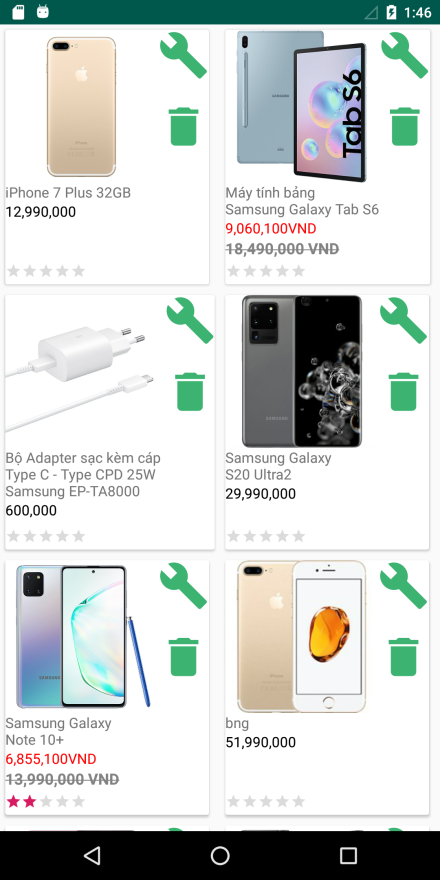 1:46
iPhone 7 Plus 32GB
12,990,000
Tab S6
Máy tính bảng
Samsung Galaxy Tab S6
9,060,100VND
18,490,000 VND
Bộ Adapter sạc kèm cáp
Type C - Type CPD 25W
Samsung EP-TA8000
600,000
SAMSUNG
Samsung Galaxy
S20 Ultra2
29,990,000
SAMSUNG
Samsung Galaxy
Note 10+
6,855,100VND
13,990,000 VND
bng
51,990,000